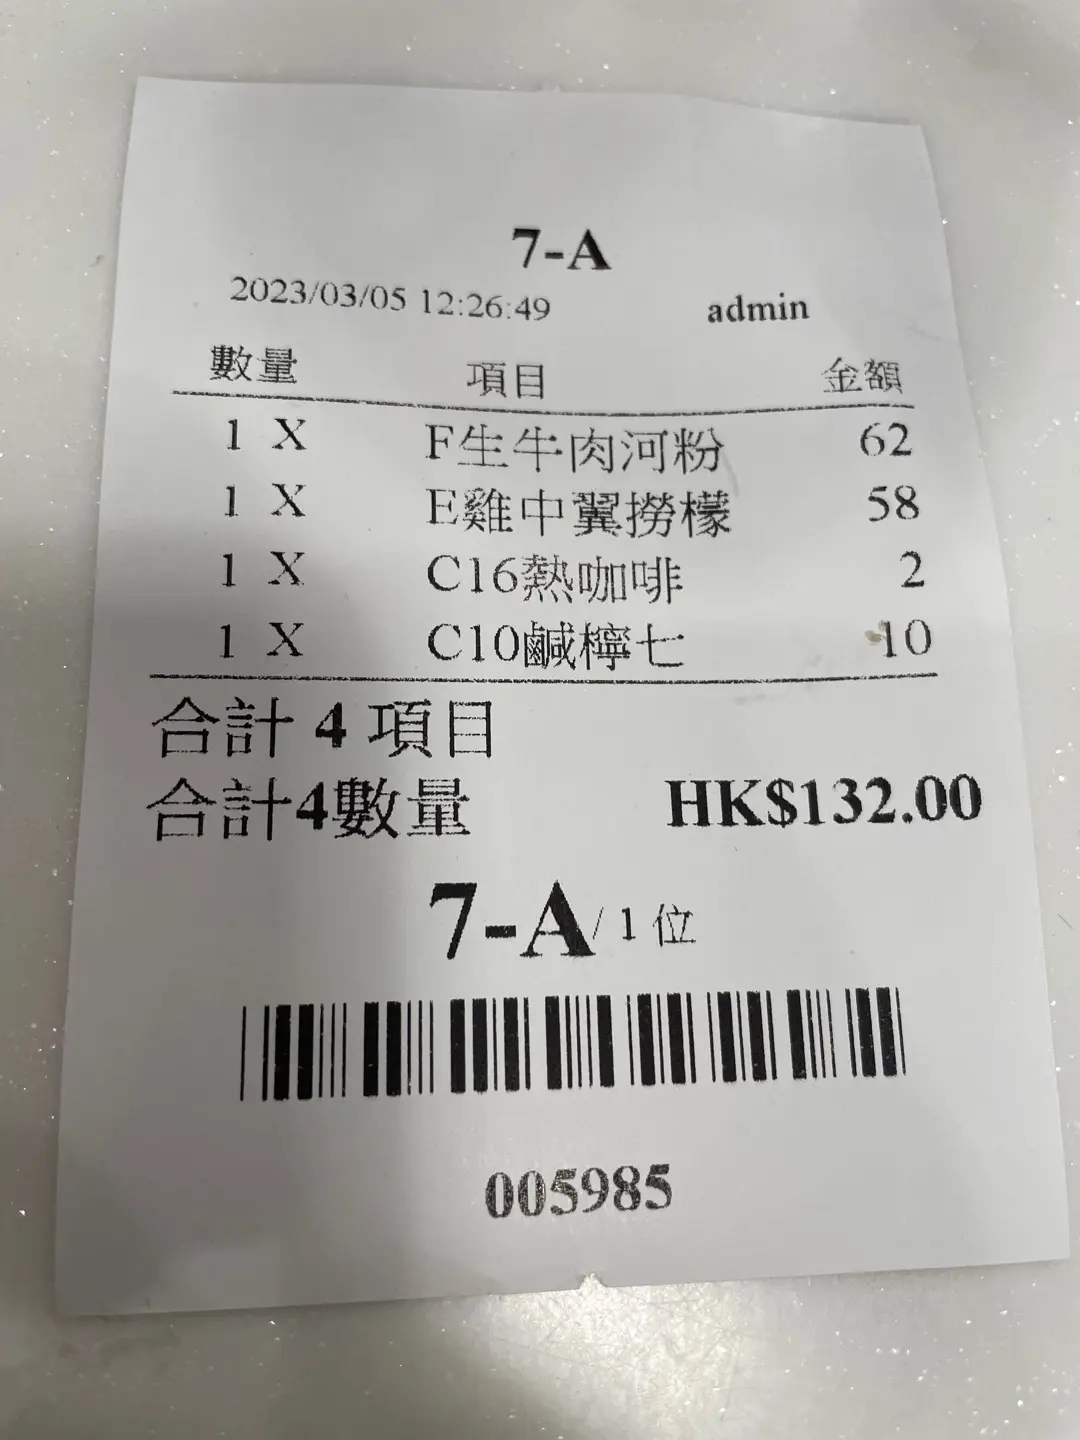 7-A
2023/03/05 12:26:49 admin
數量 項目 金額
1 X F生牛肉河粉 62
1 X E雞中翼撈檬 58
1 X C16熱咖啡 2
1 X C10鹹檸七 10
合計 4 項目
合計4數量 HK$132.00
7-A/ 1 位
005985